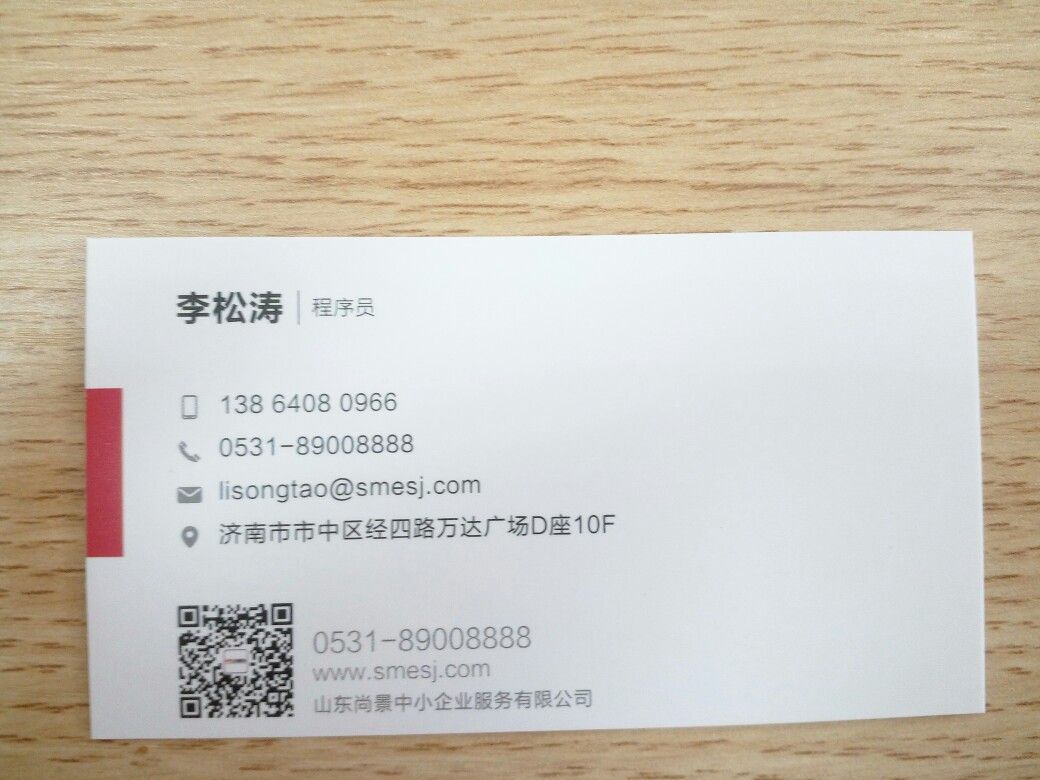 李松涛 | 程序员
138 6408 0966
0531-89008888
lisongtao@smesj.com
济南市市中区经四路万达广场D座10F
0531-89008888
www.smesj.com
山东尚景中小企业服务有限公司